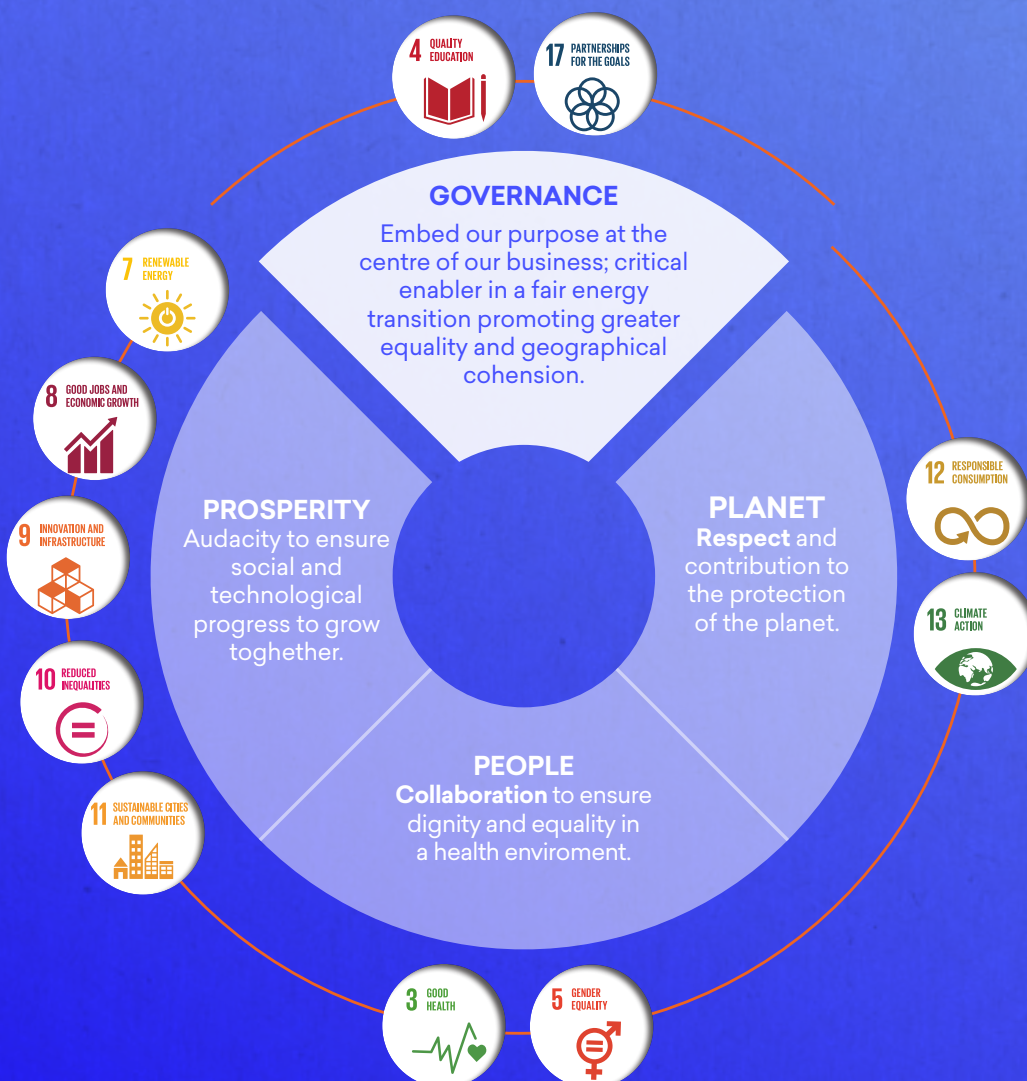 4 QUALITY
EDUCATION
17 PARTNERSHIPS
FOR THE GOALS
GOVERNANCE
Embed our purpose at the
centre of our business; critical
enabler in a fair energy
transition promoting greater
equality and geographical
cohension.
7 RENEWABLE
ENERGY
8 GOOD JOBS AND
ECONOMIC GROWTH
9 INNOVATION AND
INFRASTRUCTURE
10 REDUCED
INEQUALITIES
11 SUSTAINABLE CITIES
AND COMMUNITIES
PROSPERITY
Audacity to ensure
social and
technological
progress to grow
toghether.
PLANET
Respect and
contribution to
the protection
of the planet.
12 RESPONSIBLE
CONSUMPTION
13 CLIMATE
ACTION
PEOPLE
Collaboration to ensure
dignity and equality in
a health enviroment.
3 GOOD
HEALTH
5 GENDER
EQUALITY